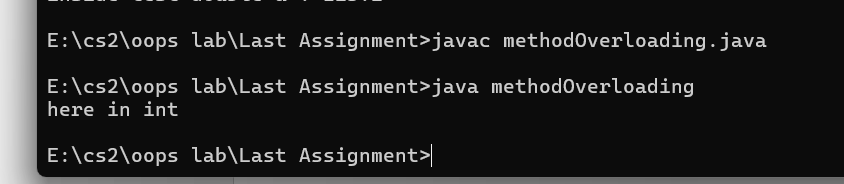 E:\cs2\oops lab\Last Assignment>javac methodOverloading.java
E:\cs2\oops lab\Last Assignment>java methodOverloading
here in int
E:\cs2\oops lab\Last Assignment>